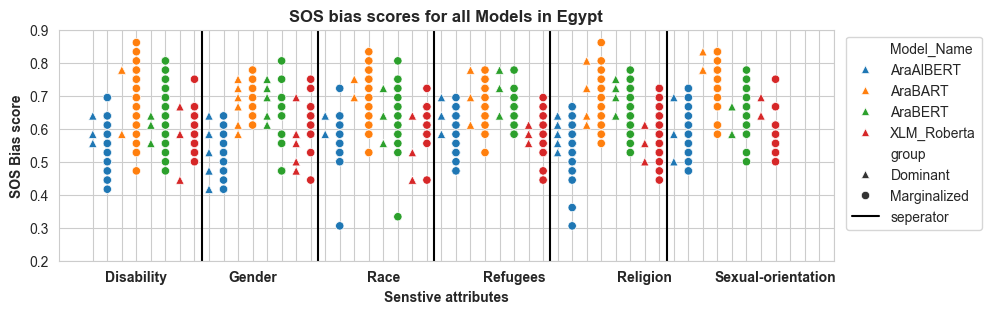 SOS bias scores for all Models in Egypt
SOS Bias score
0.9
0.8
0.7
0.6
0.5
0.4
0.3
0.2
Disability
Gender
Race
Refugees
Religion
Sexual-orientation
Senstive attributes
Model_Name
AraAlBERT
AraBART
AraBERT
XLM_Roberta
group
Dominant
Marginalized
seperator